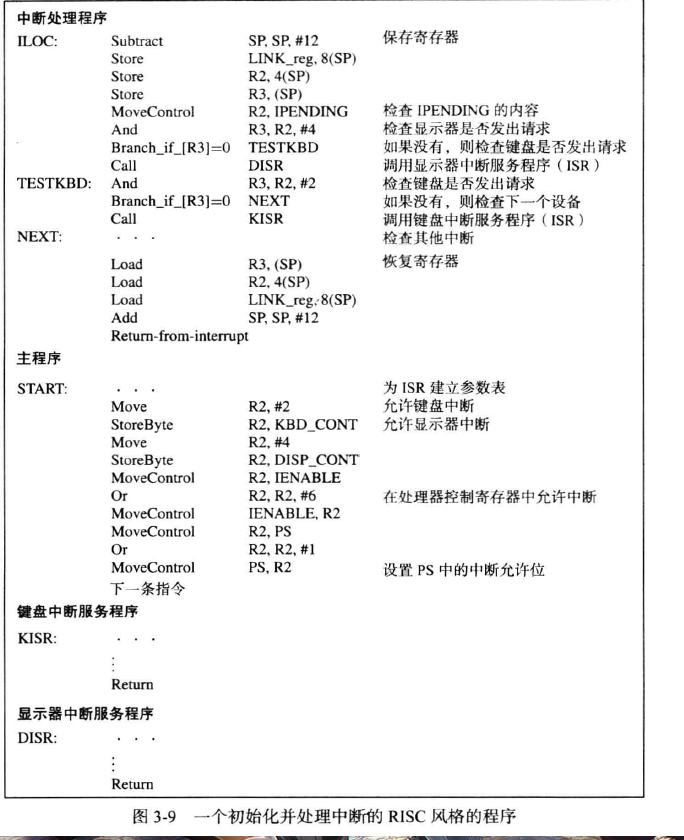 中断处理程序
ILOC: Subtract SP, SP, #12 保存寄存器
Store LINK_reg, 8(SP)
Store R2, 4(SP)
Store R3, (SP)
MoveControl R2, IPENDING 检查 IPENDING 的内容
And R3, R2, #4 检查显示器是否发出请求
Branch_if_[R3]=0 TESTKBD 如果没有，则检查键盘是否发出请求
Call DISR 调用显示器中断服务程序（ISR）
TESTKBD: And R3, R2, #2 检查键盘是否发出请求
Branch_if_[R3]=0 NEXT 如果没有，则检查下一个设备
Call KISR 调用键盘中断服务程序（ISR）
NEXT: . . . 检查其他中断
Load R3, (SP) 恢复寄存器
Load R2, 4(SP)
Load LINK_reg, 8(SP)
Add SP, SP, #12
Return-from-interrupt
主程序
START: . . . 为 ISR 建立参数表
Move R2, #2 允许键盘中断
StoreByte R2, KBD_CONT 允许显示器中断
Move R2, #4
StoreByte R2, DISP_CONT
MoveControl R2, IENABLE
Or R2, R2, #6 在处理器控制寄存器中允许中断
MoveControl IENABLE, R2
MoveControl R2, PS
Or R2, R2, #1
MoveControl PS, R2 设置 PS 中的中断允许位
下一条指令
键盘中断服务程序
KISR: . . .
⋮
Return
显示器中断服务程序
DISR: . . .
⋮
Return
图 3-9 一个初始化并处理中断的 RISC 风格的程序